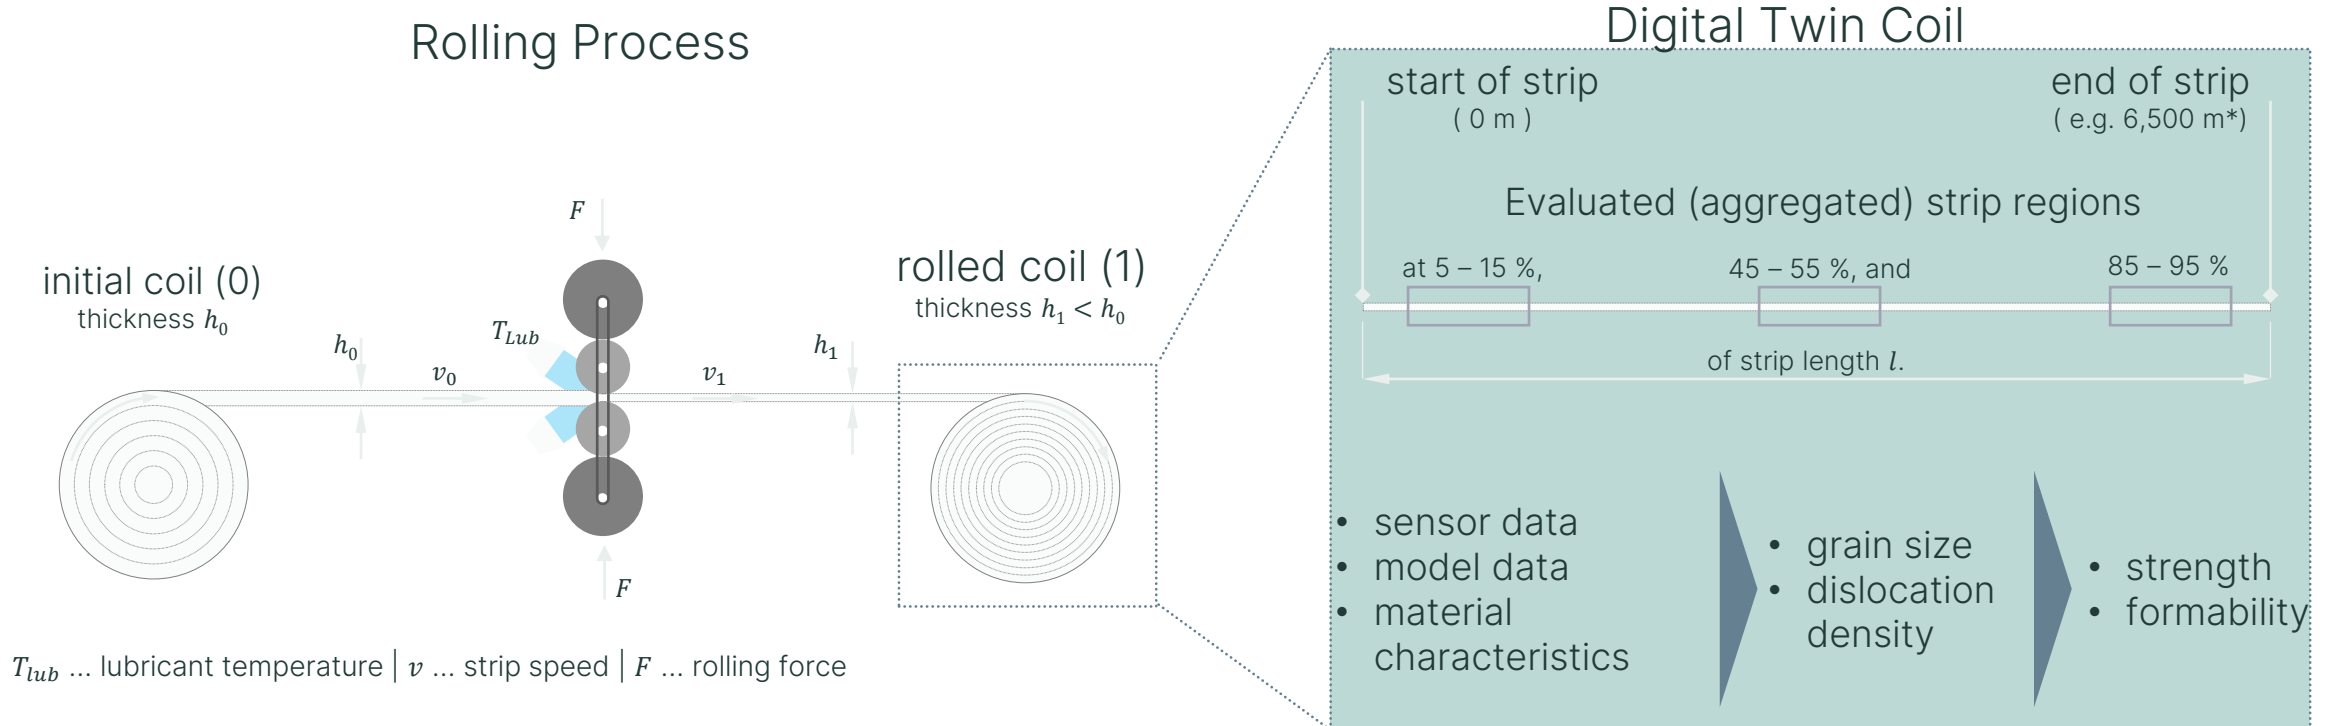 Rolling Process
initial coil (0)
thickness h₀
h₀
v₀
T_Lub
F
F
v₁
h₁
rolled coil (1)
thickness h₁ < h₀
T_lub ... lubricant temperature | v ... strip speed | F ... rolling force
Digital Twin Coil
start of strip
( 0 m )
end of strip
( e.g. 6,500 m*)
Evaluated (aggregated) strip regions
at 5 – 15 %,
45 – 55 %, and
85 – 95 %
of strip length l.
• sensor data
• model data
• material
characteristics
• grain size
• dislocation
density
• strength
• formability